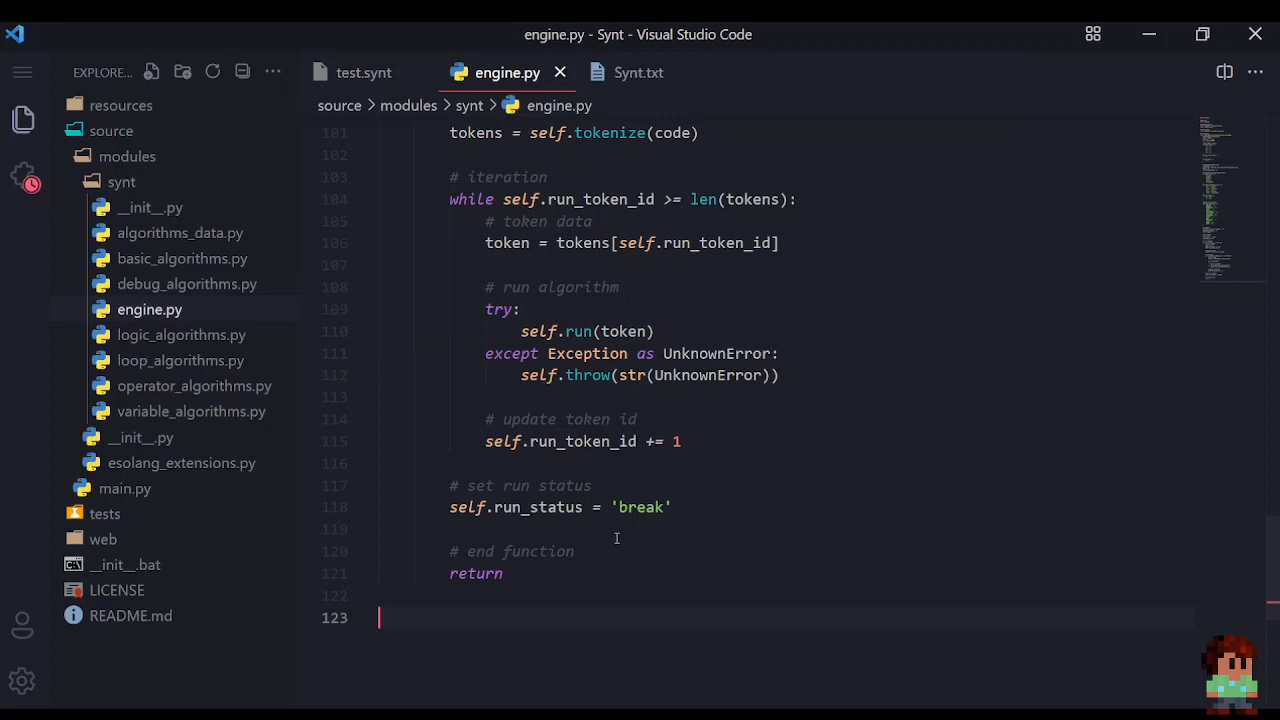 engine.py - Synt - Visual Studio Code
EXPLORE...
test.synt
engine.py
Synt.txt
source > modules > synt > engine.py
resources
source
modules
synt
__init__.py
algorithms_data.py
basic_algorithms.py
debug_algorithms.py
engine.py
logic_algorithms.py
loop_algorithms.py
operator_algorithms.py
variable_algorithms.py
__init__.py
esolang_extensions.py
main.py
tests
web
__init__.bat
LICENSE
README.md
101 tokens = self.tokenize(code)
102
103 # iteration
104 while self.run_token_id >= len(tokens):
105 # token data
106 token = tokens[self.run_token_id]
107
108 # run algorithm
109 try:
110 self.run(token)
111 except Exception as UnknownError:
112 self.throw(str(UnknownError))
113
114 # update token id
115 self.run_token_id += 1
116
117 # set run status
118 self.run_status = 'break'
119
120 # end function
121 return
122
123